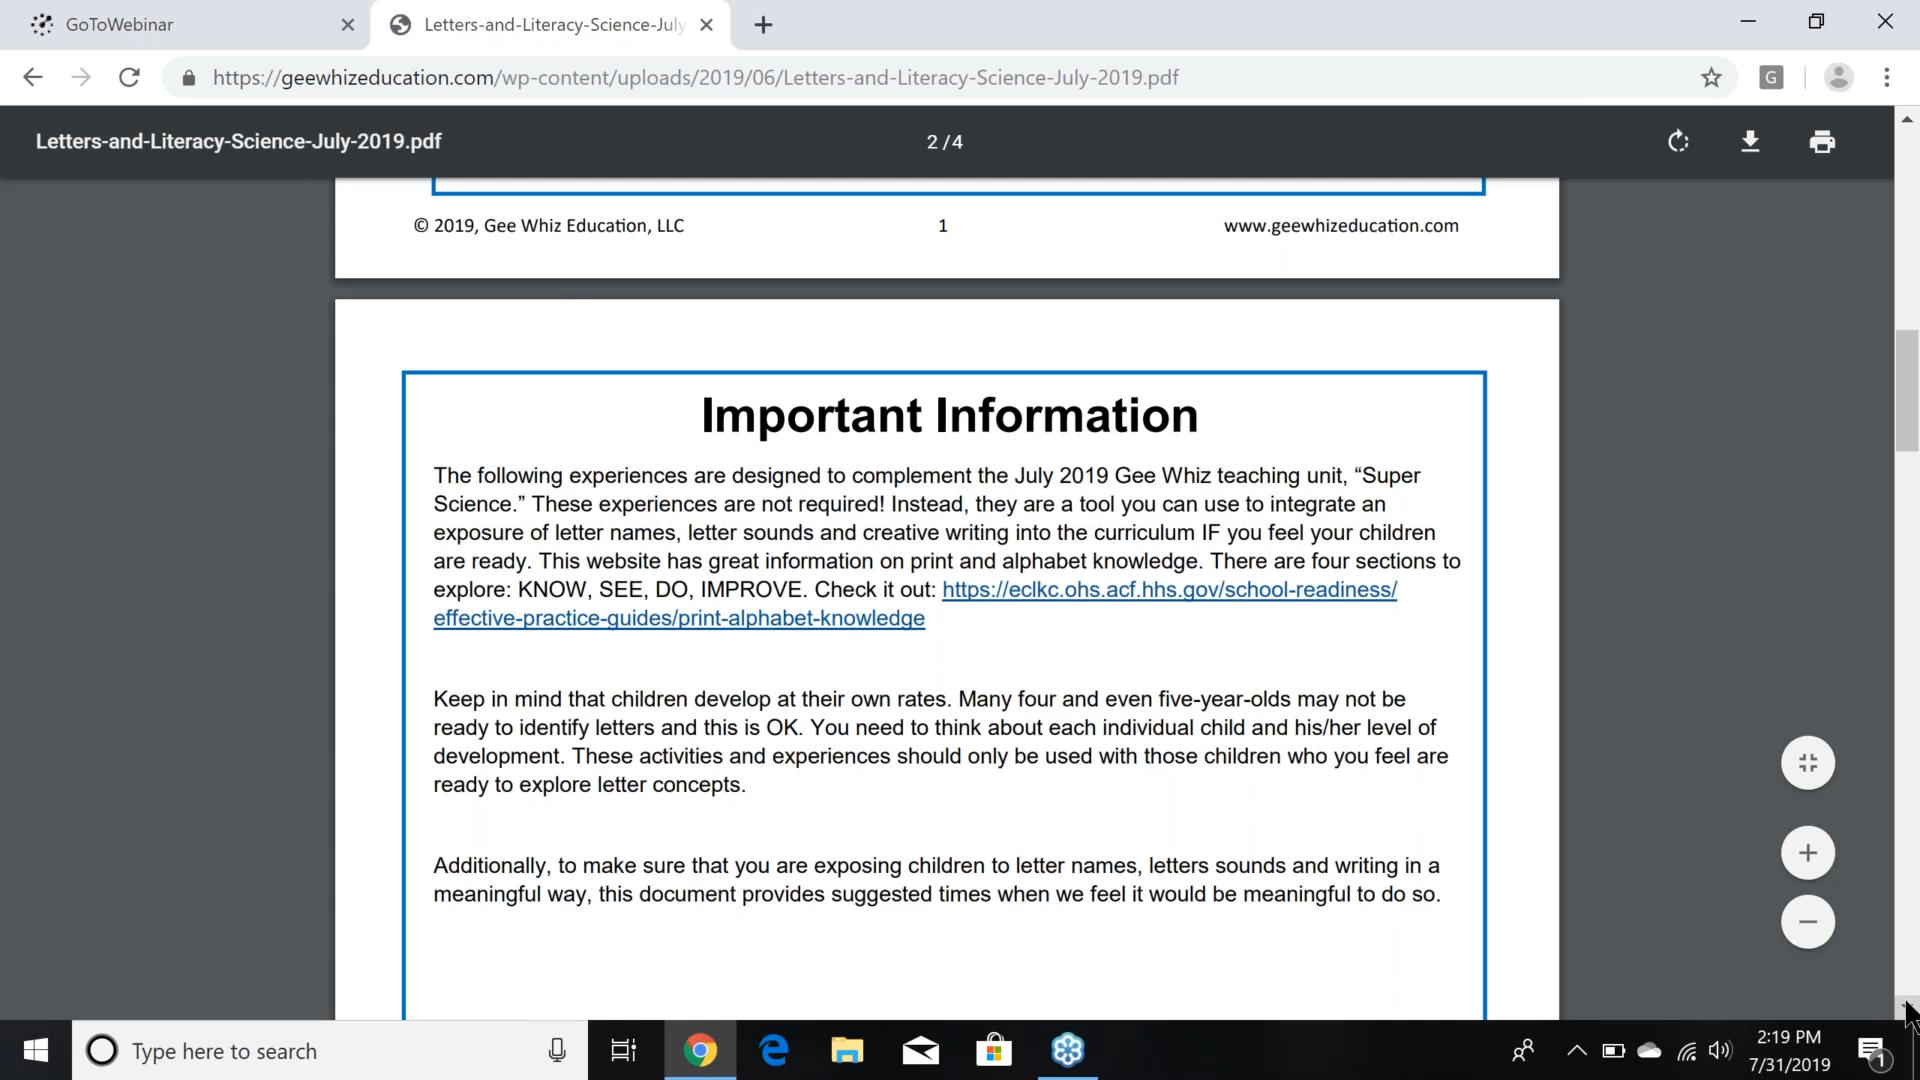 GoToWebinar
Letters-and-Literacy-Science-July
https://geewhizeducation.com/wp-content/uploads/2019/06/Letters-and-Literacy-Science-July-2019.pdf
G
Letters-and-Literacy-Science-July-2019.pdf
2 / 4
© 2019, Gee Whiz Education, LLC
1
www.geewhizeducation.com
Important Information
The following experiences are designed to complement the July 2019 Gee Whiz teaching unit, “Super
Science.” These experiences are not required! Instead, they are a tool you can use to integrate an
exposure of letter names, letter sounds and creative writing into the curriculum IF you feel your children
are ready. This website has great information on print and alphabet knowledge. There are four sections to
explore: KNOW, SEE, DO, IMPROVE. Check it out: https://eclkc.ohs.acf.hhs.gov/school-readiness/
effective-practice-guides/print-alphabet-knowledge
Keep in mind that children develop at their own rates. Many four and even five-year-olds may not be
ready to identify letters and this is OK. You need to think about each individual child and his/her level of
development. These activities and experiences should only be used with those children who you feel are
ready to explore letter concepts.
Additionally, to make sure that you are exposing children to letter names, letters sounds and writing in a
meaningful way, this document provides suggested times when we feel it would be meaningful to do so.
Type here to search
2:19 PM
7/31/2019
1